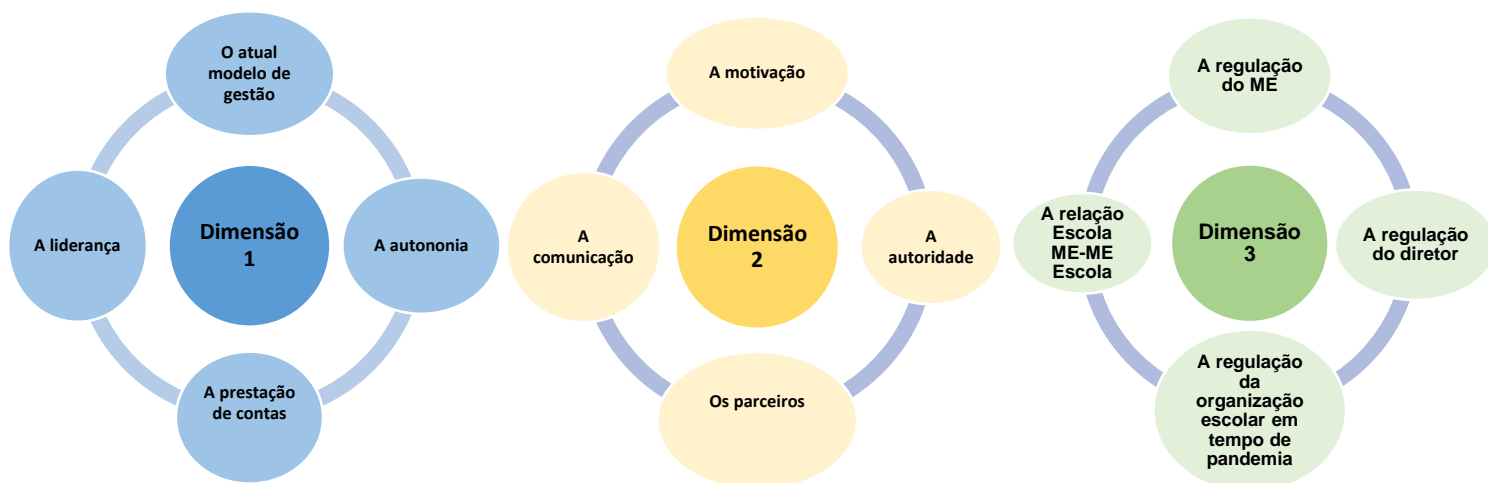 O atual
modelo de
gestão
A liderança
Dimensão
1
A autononia
A prestação
de contas
A motivação
A
comunicação
Dimensão
2
A
autoridade
Os parceiros
A regulação
do ME
A relação
Escola
ME-ME
Escola
Dimensão
3
A regulação
do diretor
A regulação
da
organização
escolar em
tempo de
pandemia